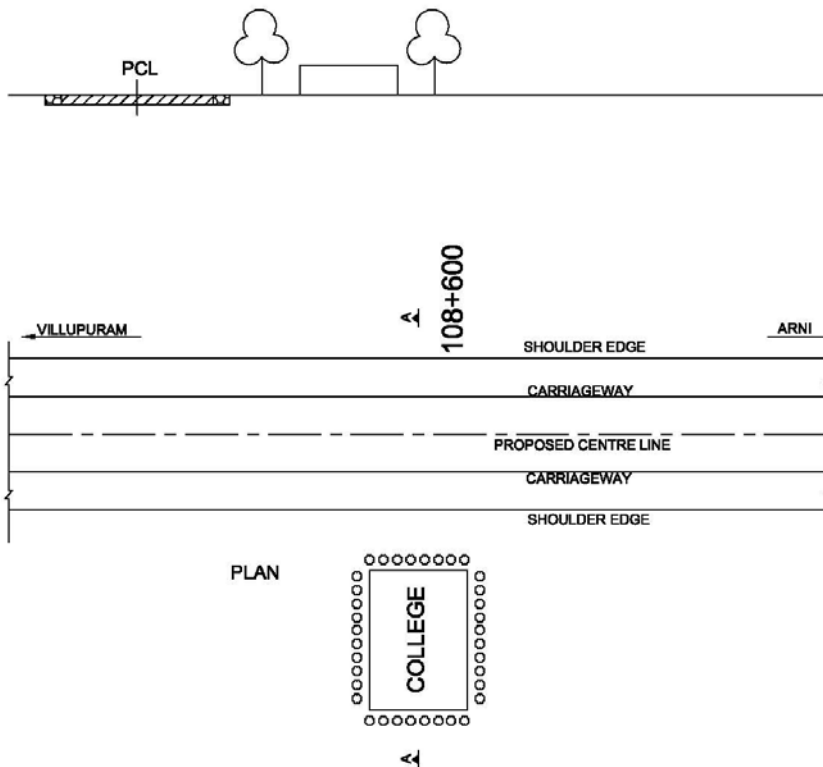 PCL
A
108+600
VILLUPURAM
ARNI
SHOULDER EDGE
CARRIAGEWAY
PROPOSED CENTRE LINE
CARRIAGEWAY
SHOULDER EDGE
PLAN
COLLEGE
A